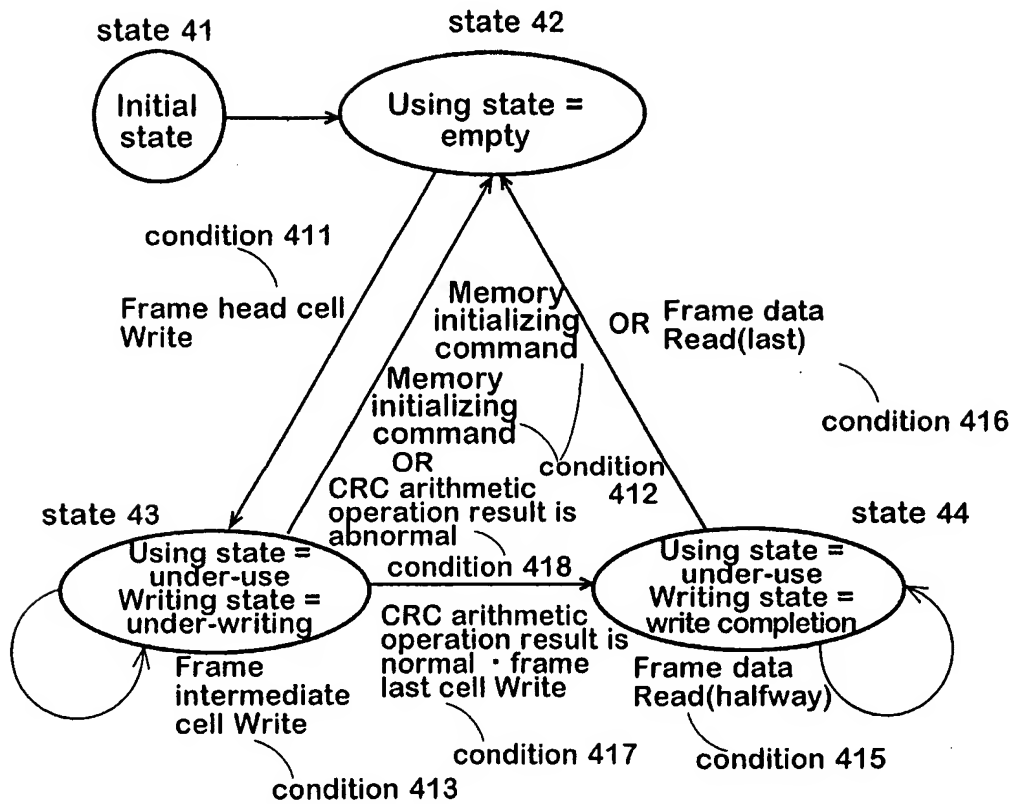 state 41
state 42
Initial
state
Using state =
empty
condition 411
Frame head cell
Write
Memory
initializing
command
OR
Frame data
Read(last)
condition 416
Memory
initializing
command
OR
condition
412
CRC arithmetic
operation result is
abnormal
condition 418
state 43
Using state =
under-use
Writing state =
under-writing
state 44
Using state =
under-use
Writing state =
write completion
CRC arithmetic
operation result is
normal · frame
last cell Write
condition 417
Frame
intermediate
cell Write
condition 413
Frame data
Read(halfway)
condition 415